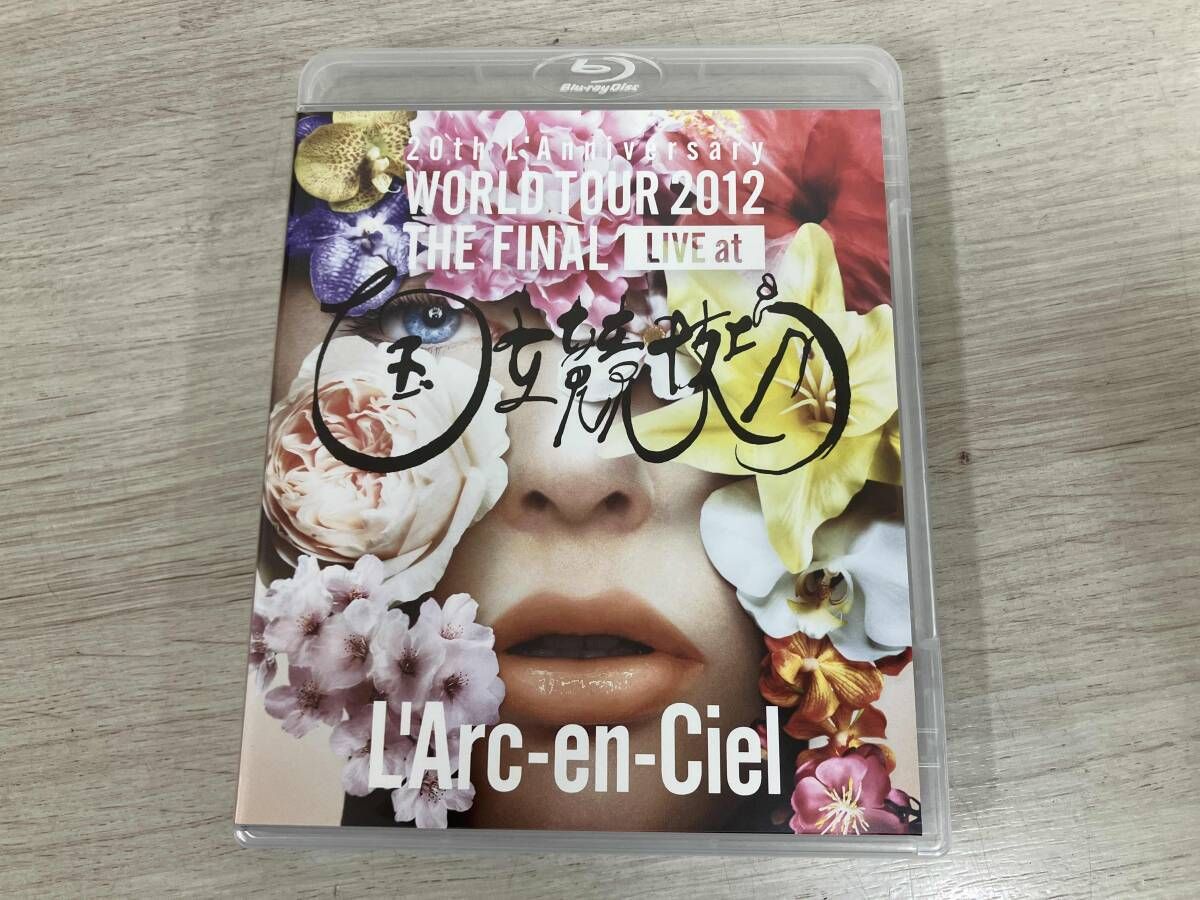 Blu-ray Disc
20th L'Anniversary
WORLD TOUR 2012
THE FINAL LIVE at
国立競技場
L'Arc-en-Ciel